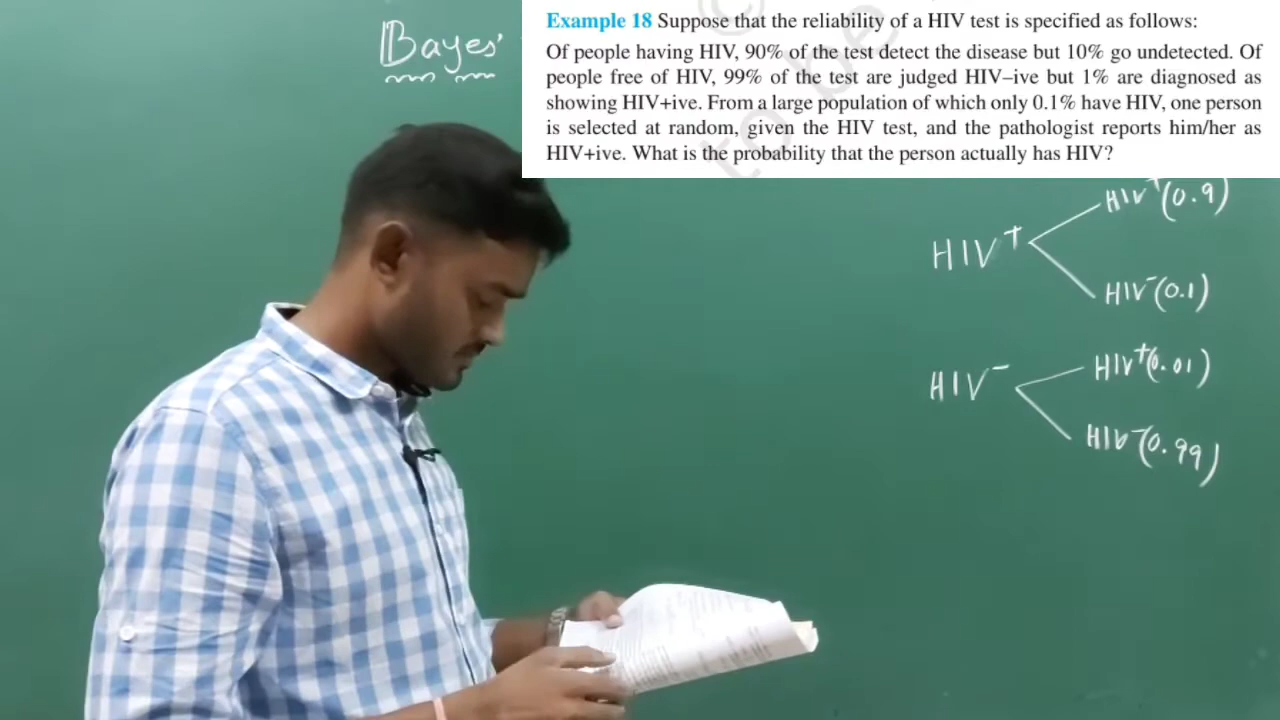 Bayes'
Example 18 Suppose that the reliability of a HIV test is specified as follows:
Of people having HIV, 90% of the test detect the disease but 10% go undetected. Of
people free of HIV, 99% of the test are judged HIV–ive but 1% are diagnosed as
showing HIV+ive. From a large population of which only 0.1% have HIV, one person
is selected at random, given the HIV test, and the pathologist reports him/her as
HIV+ive. What is the probability that the person actually has HIV?
©
to be
HIV⁺(0.9)
HIV⁺
HIV⁻(0.1)
HIV⁺(0.01)
HIV⁻
HIV⁻(0.99)